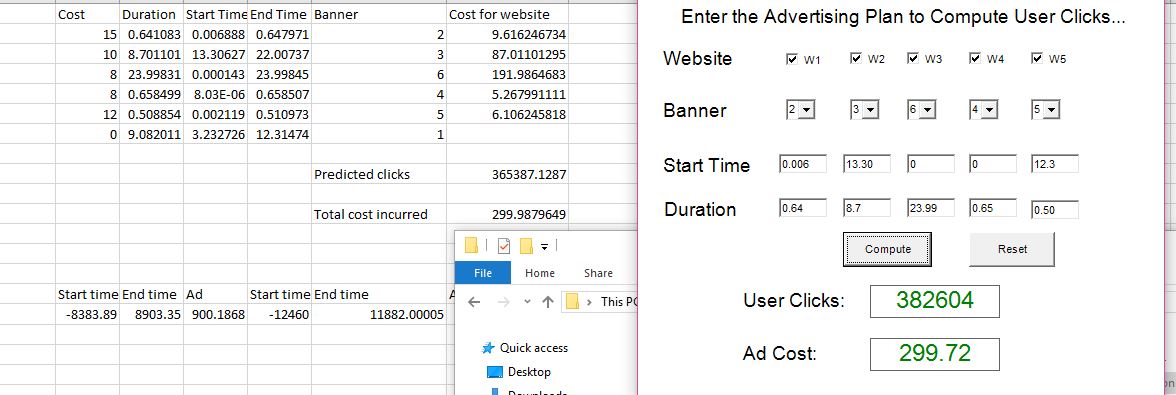 Cost Duration Start Time End Time Banner Cost for website
15 0.641083 0.006888 0.647971 2 9.616246734
10 8.701101 13.30627 22.00737 3 87.01101295
8 23.99831 0.000143 23.99845 6 191.9864683
8 0.658499 8.03E-06 0.658507 4 5.267991111
12 0.508854 0.002119 0.510973 5 6.106245818
0 9.082011 3.232726 12.31474 1
Predicted clicks 365387.1287
Total cost incurred 299.9879649
Start time End time Ad Start time End time
-8383.89 8903.35 900.1868 -12460 11882.00005
File Home Share
This PC
Quick access
Desktop
Enter the Advertising Plan to Compute User Clicks...
Website W1 W2 W3 W4 W5
Banner 2 3 6 4 5
Start Time 0.006 13.30 0 0 12.3
Duration 0.64 8.7 23.99 0.65 0.50
Compute Reset
User Clicks: 382604
Ad Cost: 299.72